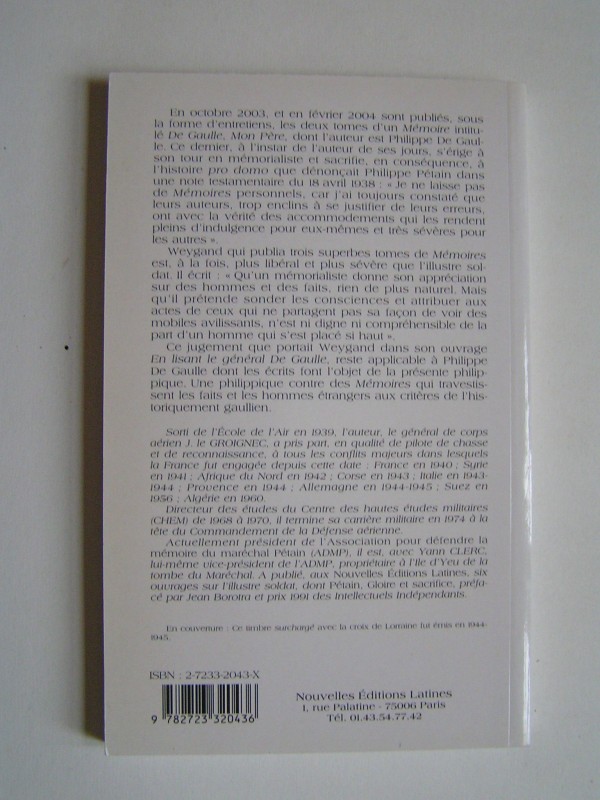 En octobre 2003, et en février 2004 sont publiés, sous
la forme d'entretiens, les deux tomes d'un Mémoire intitu-
lé De Gaulle, Mon Père, dont l'auteur est Philippe De Gaul-
le. Ce dernier, à l'instar de l'auteur de ses jours, s'érige à
son tour en mémorialiste et sacrifie, en conséquence, à
l'histoire pro domo que dénonçait Philippe Pétain dans
une note testamentaire du 18 avril 1938 : « Je ne laisse pas
de Mémoires personnels, car j'ai toujours constaté que
leurs auteurs, trop enclins à se justifier de leurs erreurs,
ont avec la vérité des accommodements qui les rendent
pleins d'indulgence pour eux-mêmes et très sévères pour
les autres ».
Weygand qui publia trois superbes tomes de Mémoires
est, à la fois, plus libéral et plus sévère que l'illustre sol-
dat. Il écrit : « Qu'un mémorialiste donne son appréciation
sur des hommes et des faits, rien de plus naturel. Mais
qu'il prétende sonder les consciences et attribuer aux
actes de ceux qui ne partagent pas sa façon de voir des
mobiles avilissants, n'est ni digne ni compréhensible de la
part d'un homme qui s'est placé si haut ».
Ce jugement que portait Weygand dans son ouvrage
En lisant le général De Gaulle, reste applicable à Philippe
De Gaulle dont les écrits font l'objet de la présente philip-
pique. Une philippique contre des Mémoires qui travestis-
sent les faits et les hommes étrangers aux critères de l'his-
toriquement gaullien.
Sorti de l'École de l'Air en 1939, l'auteur, le général de corps
aérien J. le GROIGNEC, a pris part, en qualité de pilote de chasse
et de reconnaissance, à tous les conflits majeurs dans lesquels
la France fut engagée depuis cette date : France en 1940 ; Syrie
en 1941 ; Afrique du Nord en 1942 ; Corse en 1943 ; Italie en 1943-
1944 ; Provence en 1944 ; Allemagne en 1944-1945 ; Suez en
1956 ; Algérie en 1960.
Directeur des études du Centre des hautes études militaires
(CHEM) de 1968 à 1970, il termine sa carrière militaire en 1974 à la
tête du Commandement de la Défense aérienne.
Actuellement président de l'Association pour défendre la
mémoire du maréchal Pétain (ADMP), il est, avec Yann CLERC,
lui-même vice-président de l'ADMP, propriétaire à l'Ile d'Yeu de la
tombe du Maréchal. A publié, aux Nouvelles Éditions Latines, six
ouvrages sur l'illustre soldat, dont Pétain, Gloire et sacrifice, préfa-
cé par Jean Borotra et prix 1991 des Intellectuels Indépendants.
En couverture : Ce timbre surchargé avec la croix de Lorraine fut émis en 1944-
1945.
ISBN : 2-7233-2043-X
9 782723 320436
Nouvelles Éditions Latines
1, rue Palatine - 75006 Paris
Tél. 01.43.54.77.42